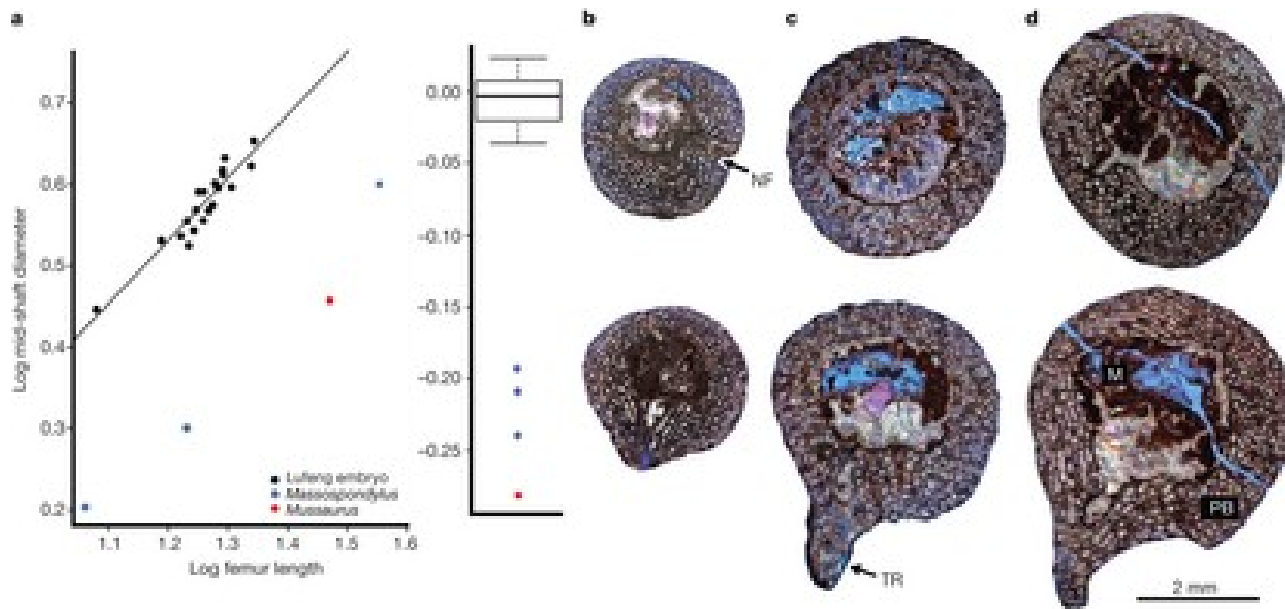 a
b
c
d
0.7
0.6
0.5
0.4
0.3
0.2
Log mid-shaft diameter
1.1
1.2
1.3
1.4
1.5
1.6
Log femur length
Lufeng embryo
Massospondylus
Mussaurus
0.00
−0.05
−0.10
−0.15
−0.20
−0.25
NF
TR
M
PB
2 mm